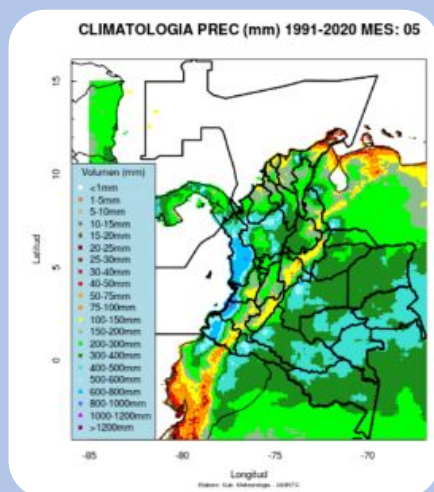 CLIMATOLOGIA PREC (mm) 1991-2020 MES: 05
15
10
5
0
Latitud
Volumen (mm)
<1mm
1-5mm
5-10mm
10-15mm
15-20mm
20-25mm
25-30mm
30-40mm
40-50mm
50-75mm
75-100mm
100-150mm
150-200mm
200-300mm
300-400mm
400-500mm
500-600mm
600-800mm
800-1000mm
1000-1200mm
>1200mm
-85
-80
-75
-70
Longitud